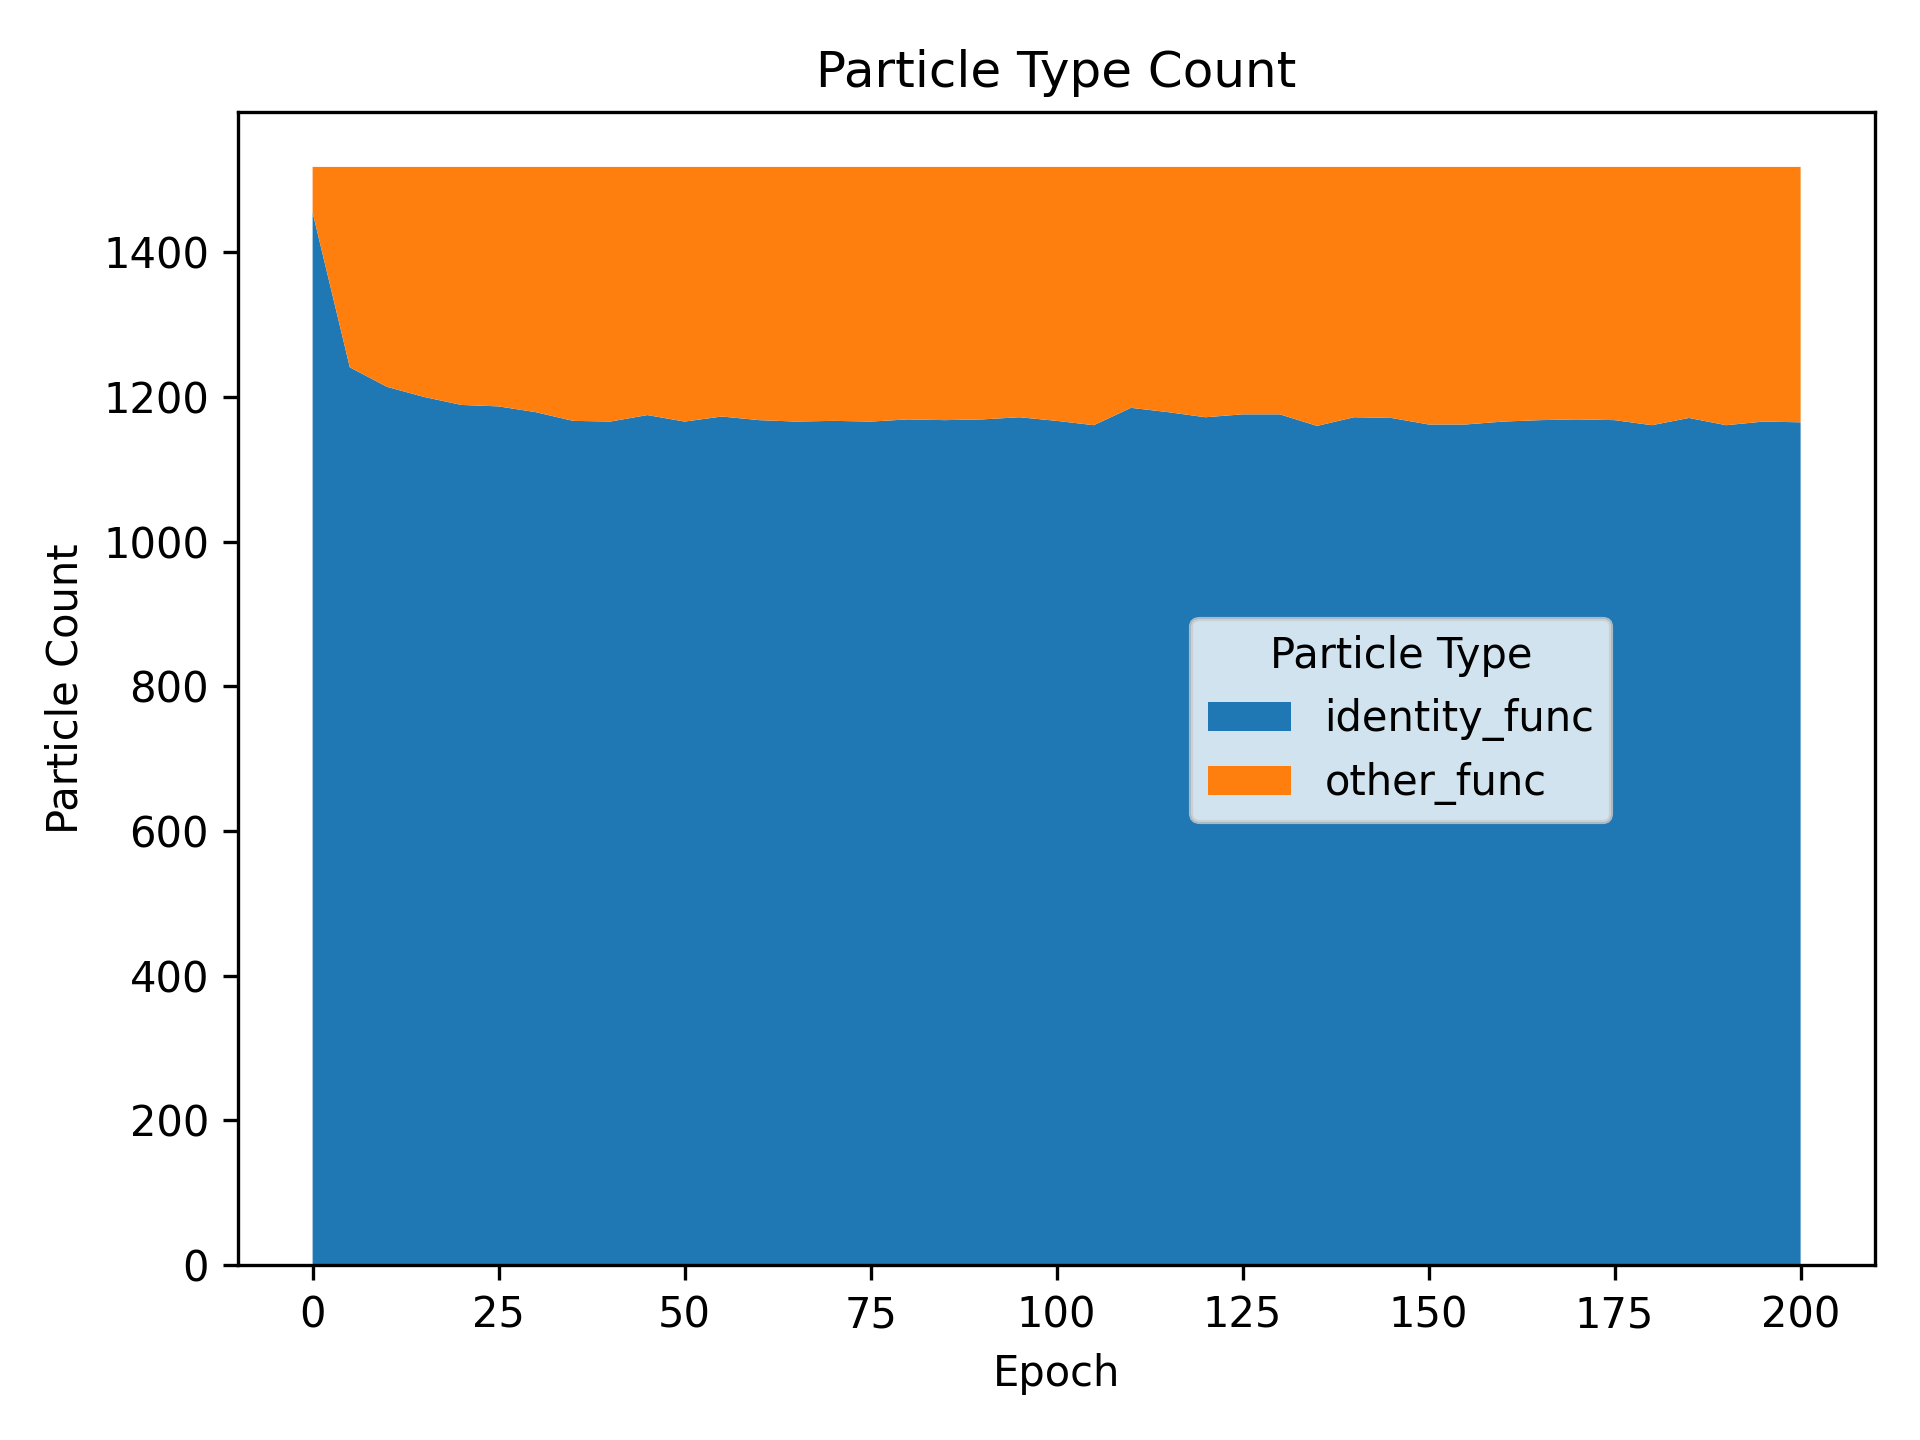 Particle Type Count
Particle Count
1400
1200
1000
800
600
400
200
0
Particle Type
identity_func
other_func
0 25 50 75 100 125 150 175 200
Epoch